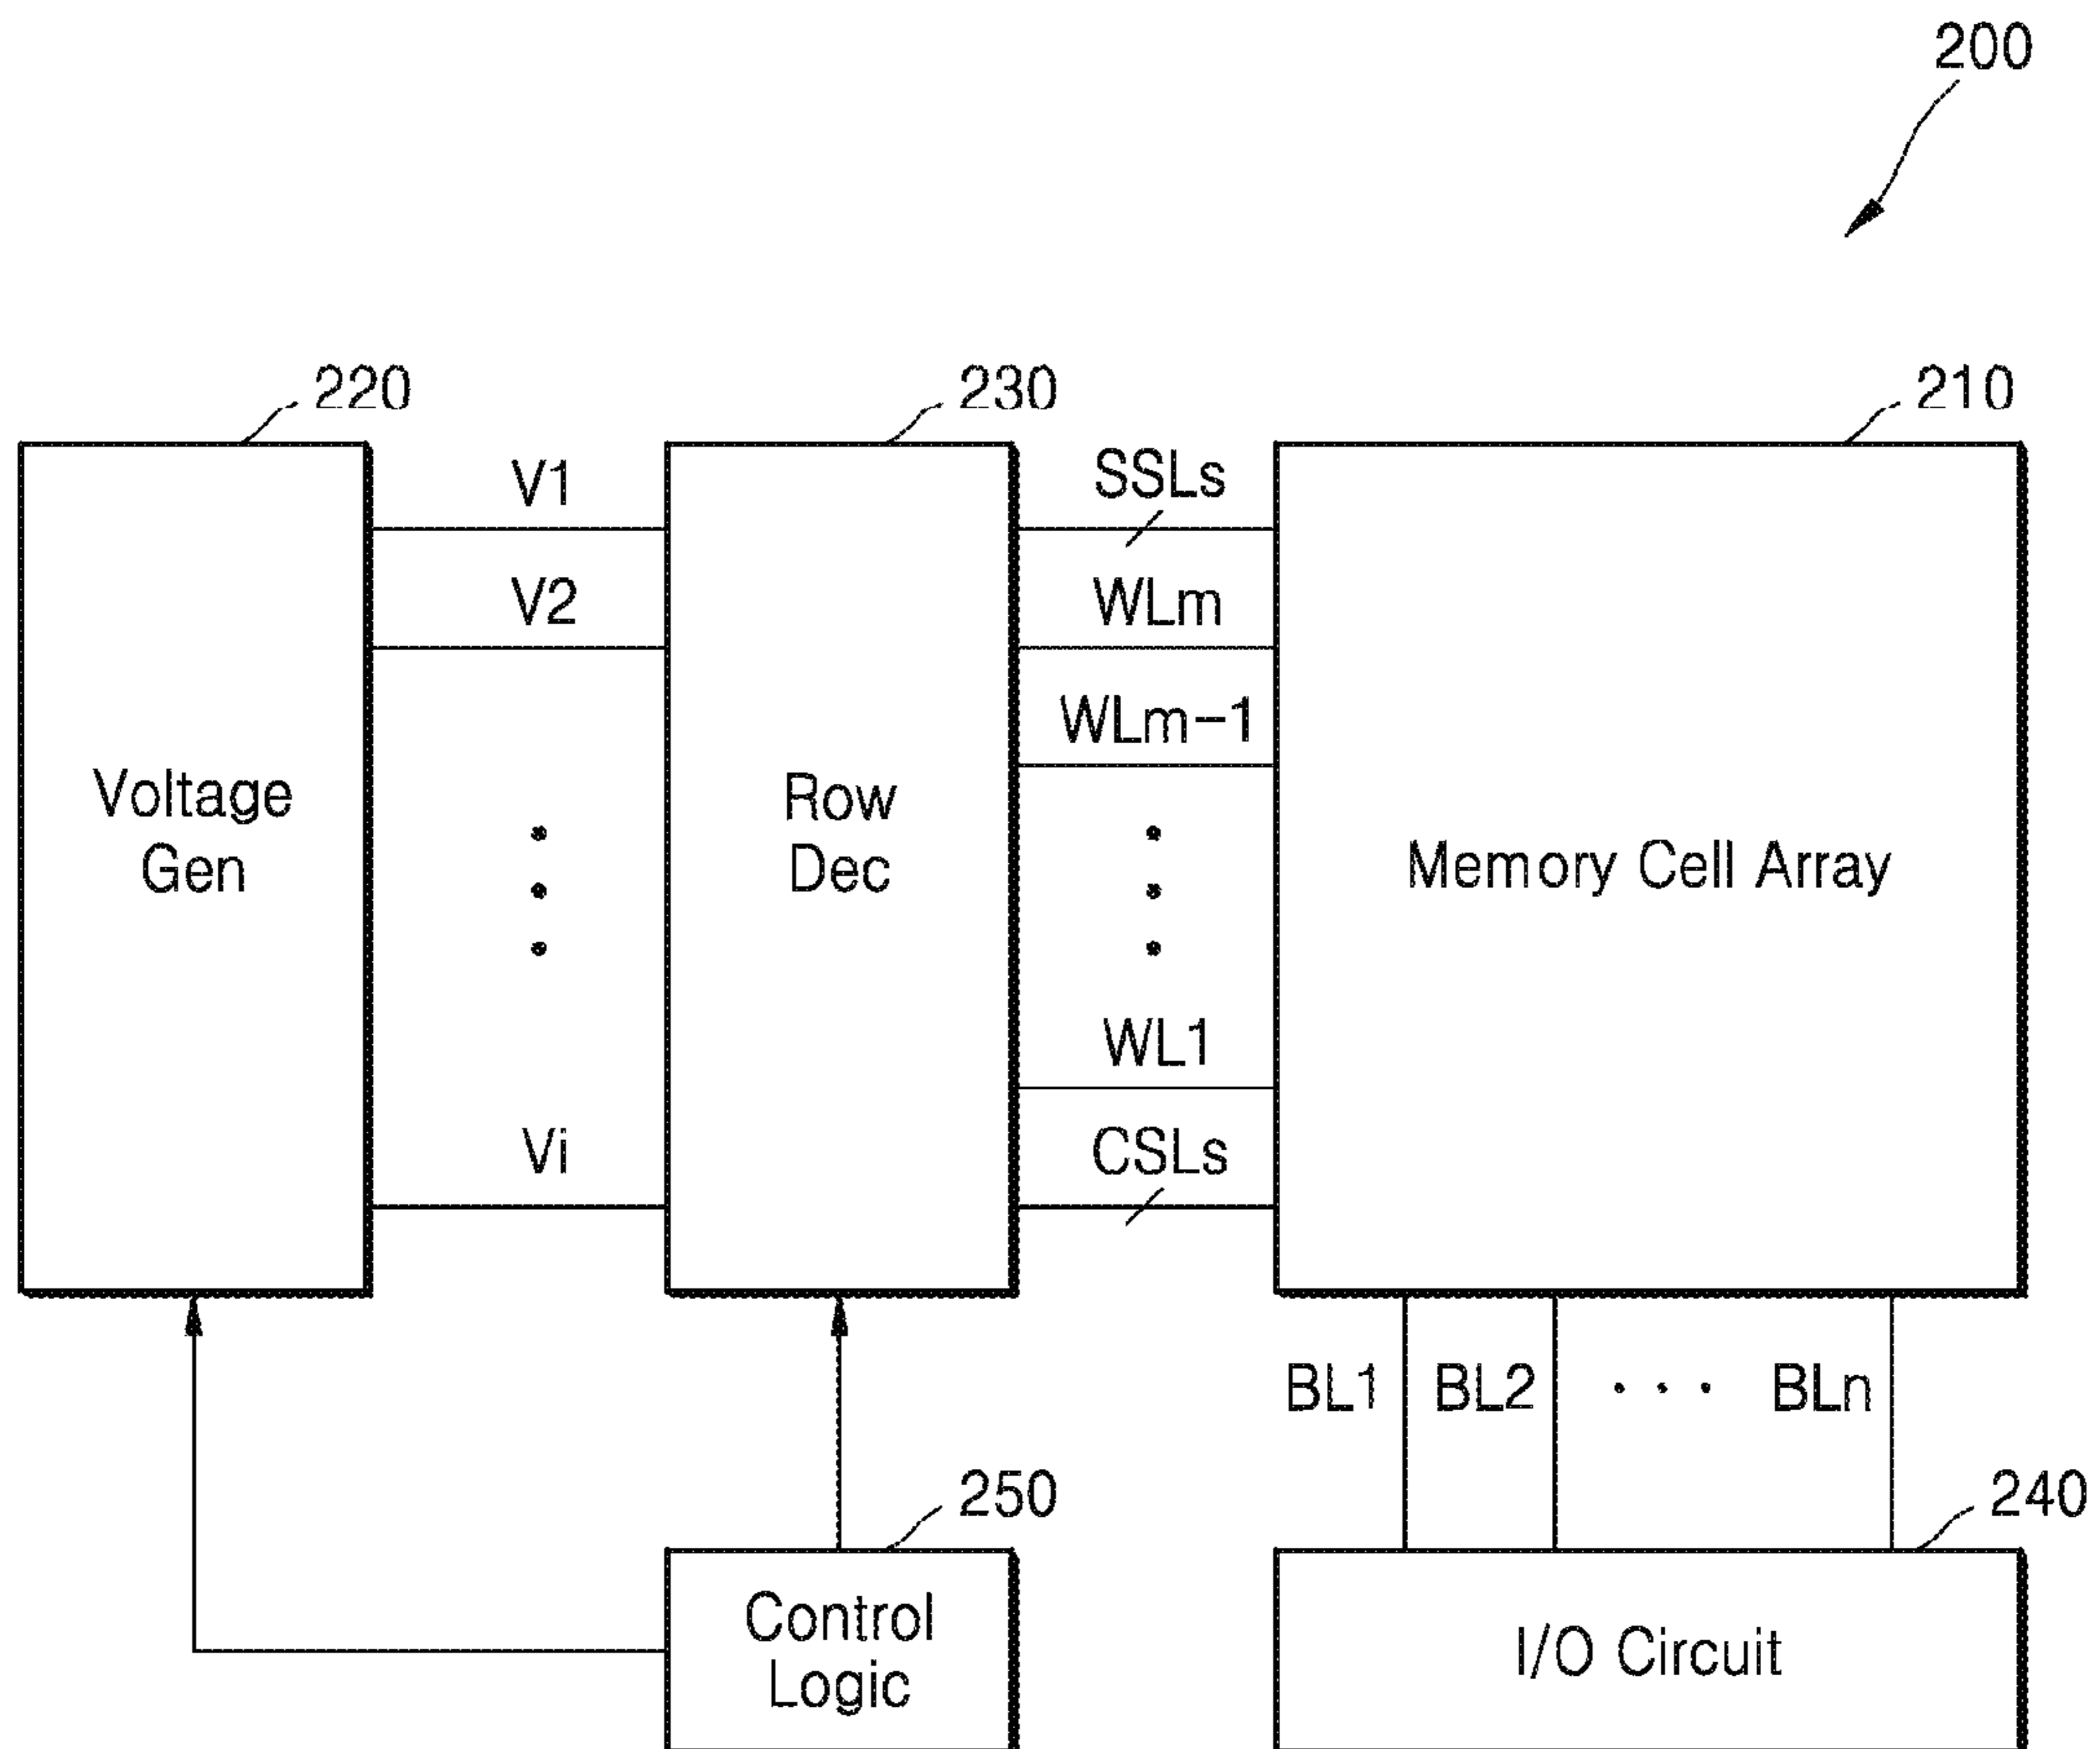 200
220
230
210
V1
SSLs
V2
WLm
WLm-1
Voltage
Gen
Row
Dec
Memory Cell Array
WL1
Vi
CSLs
BL1 BL2 ... BLn
250
240
Control
Logic
I/O Circuit